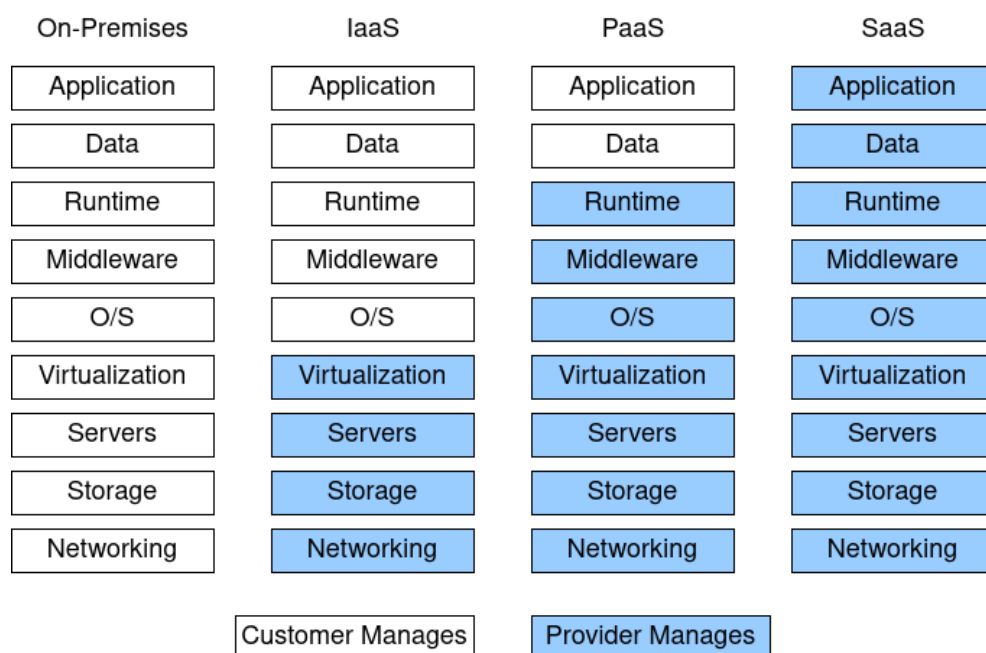 On-Premises IaaS PaaS SaaS
Application Application Application Application
Data Data Data Data
Runtime Runtime Runtime Runtime
Middleware Middleware Middleware Middleware
O/S O/S O/S O/S
Virtualization Virtualization Virtualization Virtualization
Servers Servers Servers Servers
Storage Storage Storage Storage
Networking Networking Networking Networking
Customer Manages Provider Manages